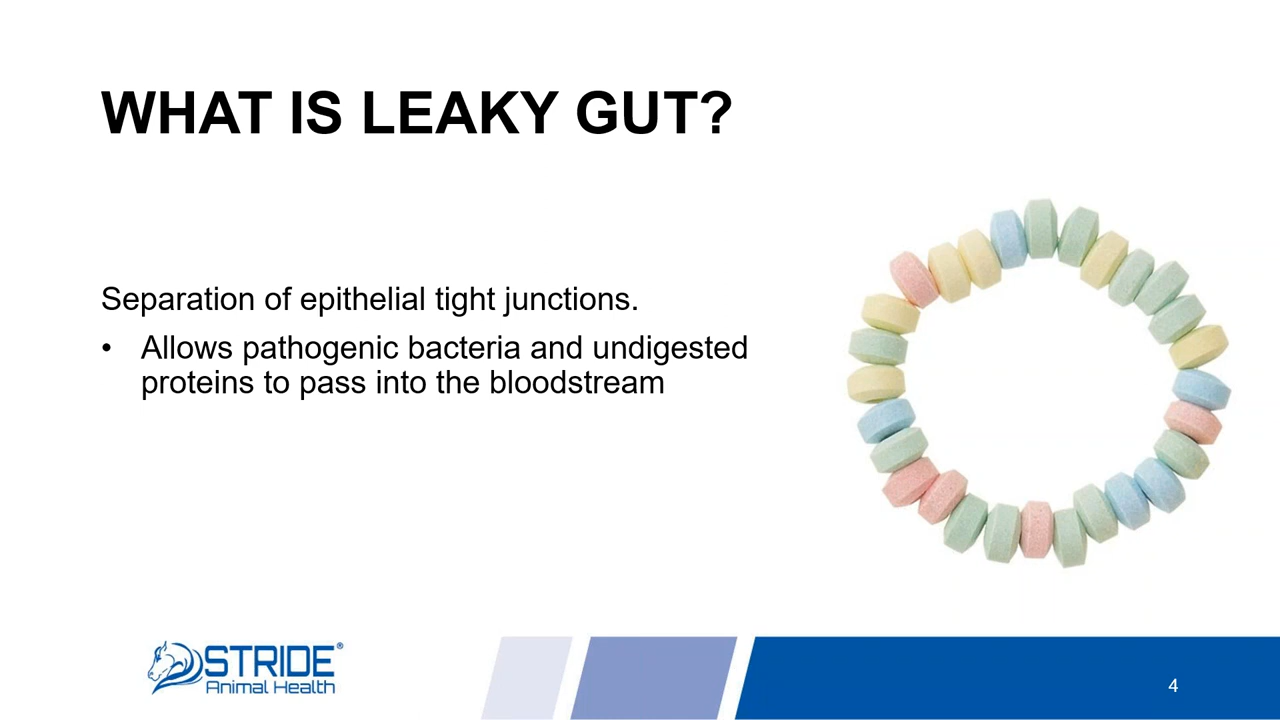 WHAT IS LEAKY GUT?
Separation of epithelial tight junctions.
• Allows pathogenic bacteria and undigested
proteins to pass into the bloodstream
STRIDE®
Animal Health
4